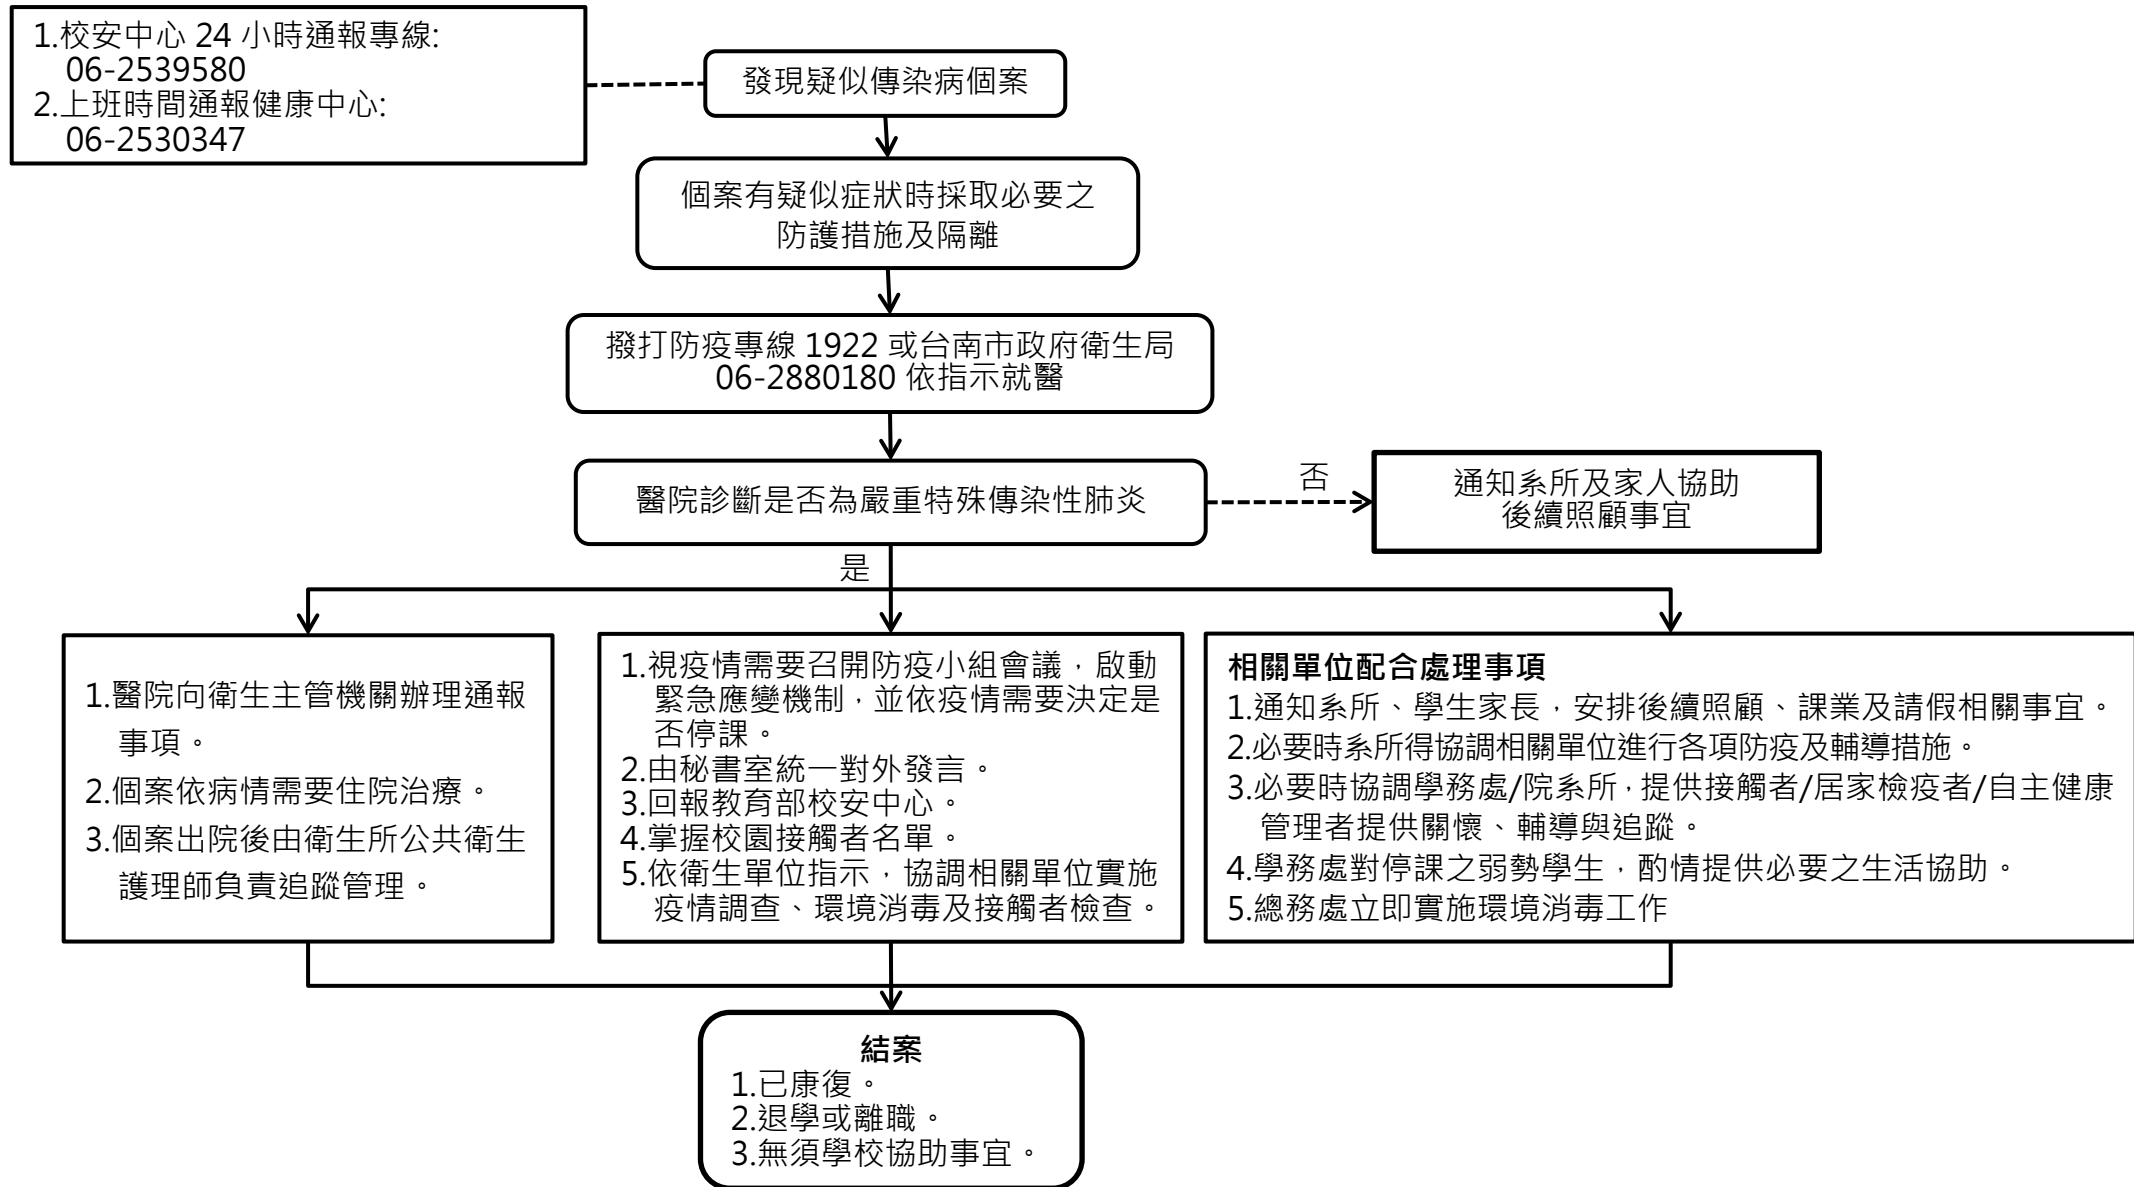 1.校安中心 24 小時通報專線:
06-2539580
2.上班時間通報健康中心:
06-2530347
發現疑似傳染病個案
個案有疑似症狀時採取必要之
防護措施及隔離
撥打防疫專線 1922 或台南市政府衛生局
06-2880180 依指示就醫
醫院診斷是否為嚴重特殊傳染性肺炎
否
通知系所及家人協助
後續照顧事宜
是
1.醫院向衛生主管機關辦理通報
事項。
2.個案依病情需要住院治療。
3.個案出院後由衛生所公共衛生
護理師負責追蹤管理。
1.視疫情需要召開防疫小組會議，啟動
緊急應變機制，並依疫情需要決定是
否停課。
2.由秘書室統一對外發言。
3.回報教育部校安中心。
4.掌握校園接觸者名單。
5.依衛生單位指示，協調相關單位實施
疫情調查、環境消毒及接觸者檢查。
相關單位配合處理事項
1.通知系所、學生家長，安排後續照顧、課業及請假相關事宜。
2.必要時系所得協調相關單位進行各項防疫及輔導措施。
3.必要時協調學務處/院系所，提供接觸者/居家檢疫者/自主健康
管理者提供關懷、輔導與追蹤。
4.學務處對停課之弱勢學生，酌情提供必要之生活協助。
5.總務處立即實施環境消毒工作
結案
1.已康復。
2.退學或離職。
3.無須學校協助事宜。